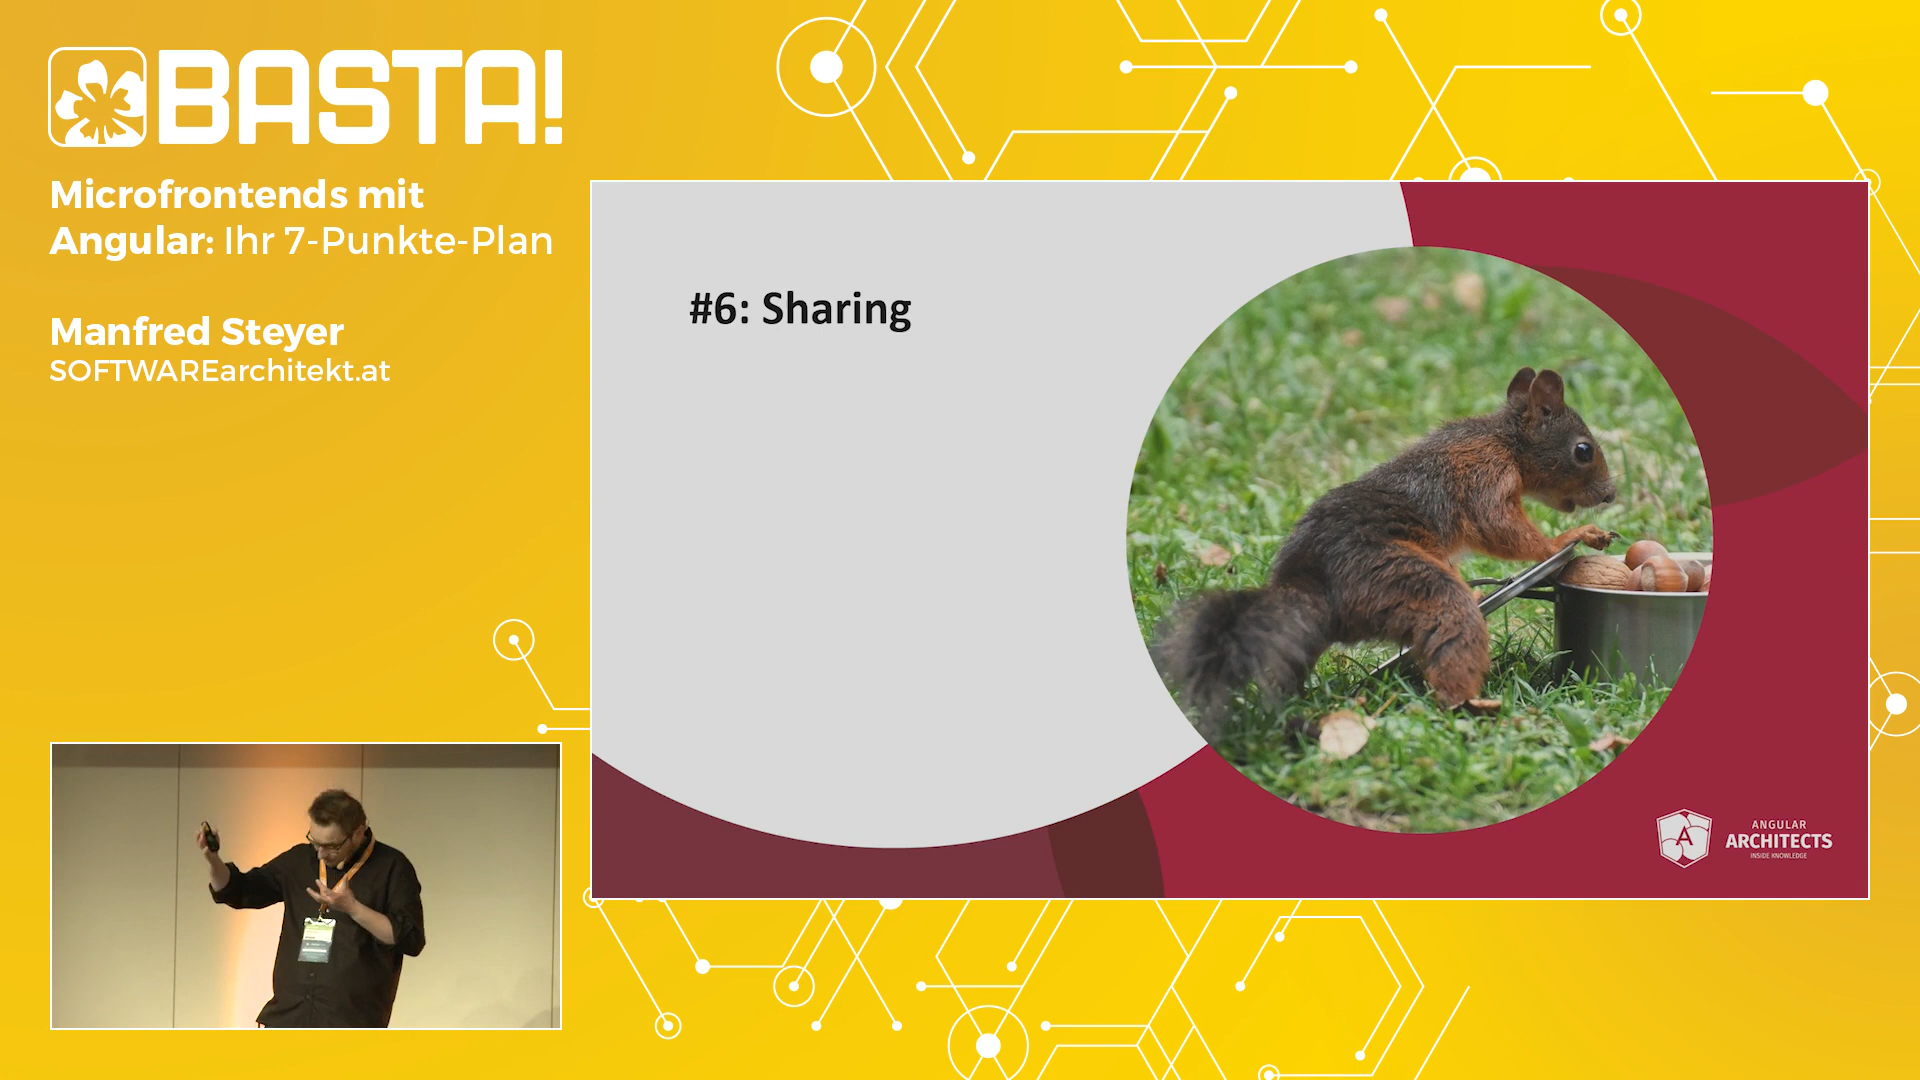 BASTA!
Microfrontends mit
Angular: Ihr 7-Punkte-Plan
Manfred Steyer
SOFTWAREarchitekt.at
#6: Sharing
A
ANGULAR
ARCHITECTS
INSIDE KNOWLEDGE